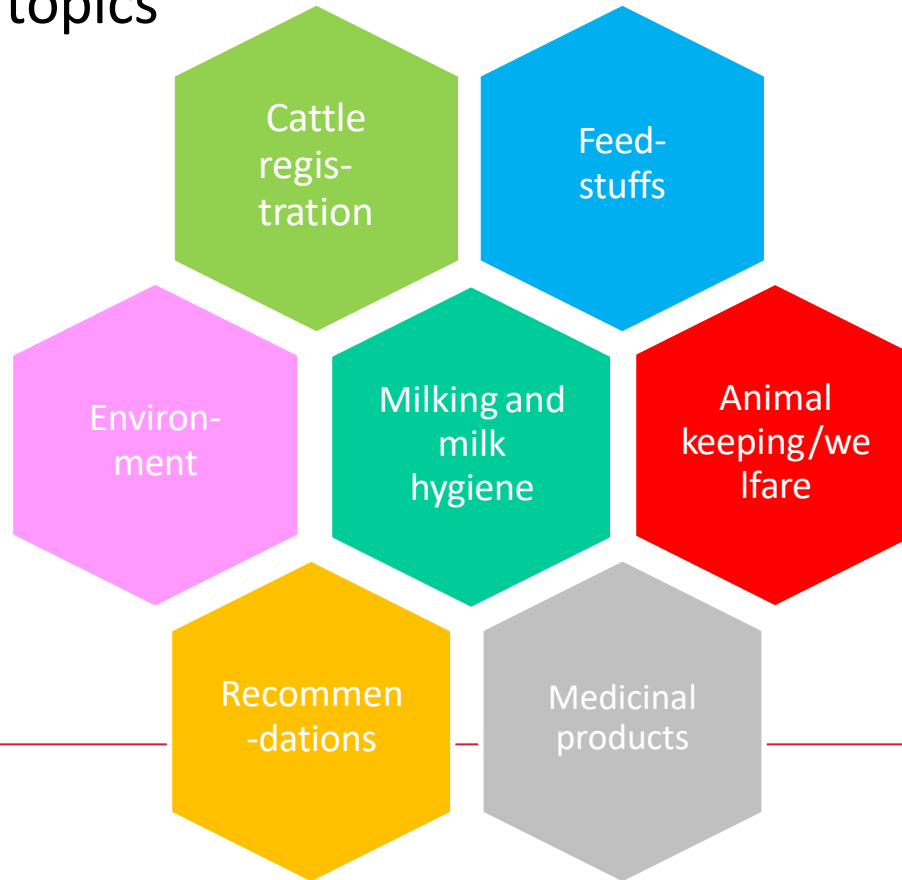 topics
Cattle
regis-
tration
Feed-
stuffs
Environ-
ment
Milking and
milk
hygiene
Animal
keeping/we
lfare
Recommen
-dations
Medicinal
products